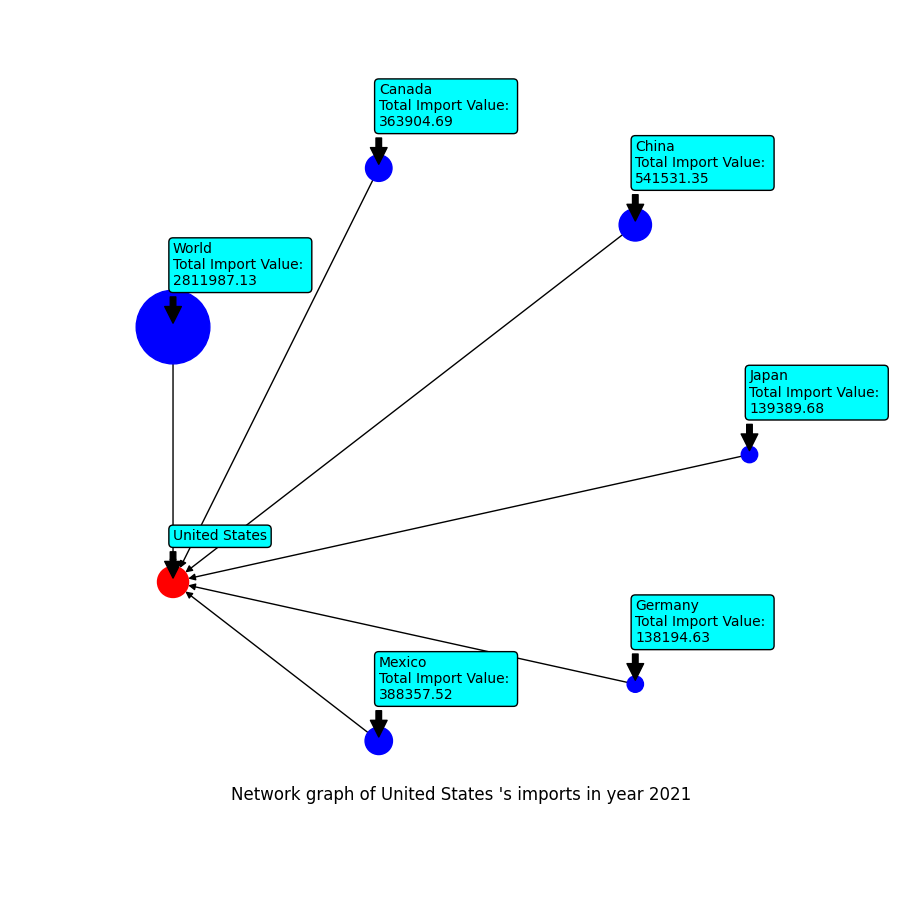 Canada
Total Import Value:
363904.69
China
Total Import Value:
541531.35
World
Total Import Value:
2811987.13
Japan
Total Import Value:
139389.68
United States
Germany
Total Import Value:
138194.63
Mexico
Total Import Value:
388357.52
Network graph of United States 's imports in year 2021